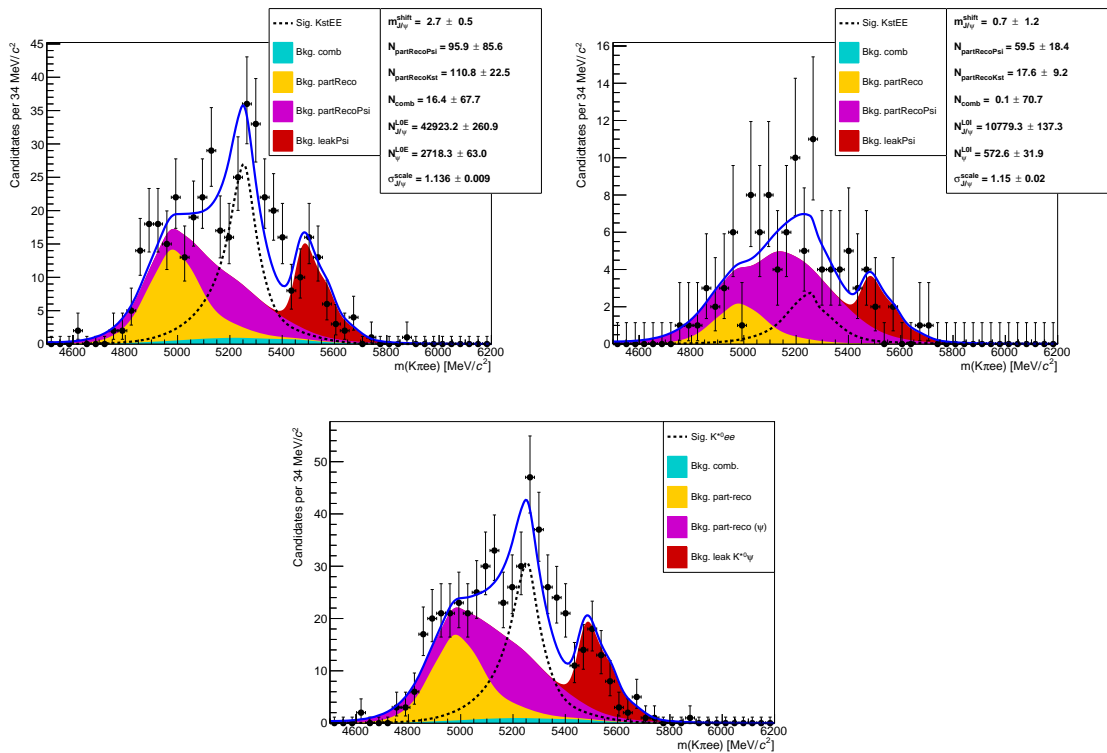 Candidates per 34 MeV/c²
45
40
35
30
25
20
15
10
5
0
4600 4800 5000 5200 5400 5600 5800 6000 6200
m(Kπee) [MeV/c²]
Sig. KstEE
Bkg. comb
Bkg. partReco
Bkg. partRecoPsi
Bkg. leakPsi
m^shift_J/ψ = 2.7 ± 0.5
N_partRecoPsi = 95.9 ± 85.6
N_partRecoKst = 110.8 ± 22.5
N_comb = 16.4 ± 67.7
N^L0E_J/ψ = 42923.2 ± 260.9
N^L0E_ψ = 2718.3 ± 63.0
σ^scale_J/ψ = 1.136 ± 0.009
Candidates per 34 MeV/c²
16
14
12
10
8
6
4
2
0
4600 4800 5000 5200 5400 5600 5800 6000 6200
m(Kπee) [MeV/c²]
Sig. KstEE
Bkg. comb
Bkg. partReco
Bkg. partRecoPsi
Bkg. leakPsi
m^shift_J/ψ = 0.7 ± 1.2
N_partRecoPsi = 59.5 ± 18.4
N_partRecoKst = 17.6 ± 9.2
N_comb = 0.1 ± 70.7
N^L0I_J/ψ = 10779.3 ± 137.3
N^L0I_ψ = 572.6 ± 31.9
σ^scale_J/ψ = 1.15 ± 0.02
Candidates per 34 MeV/c²
50
40
30
20
10
0
4600 4800 5000 5200 5400 5600 5800 6000 6200
m(Kπee) [MeV/c²]
Sig. K*⁰ee
Bkg. comb.
Bkg. part-reco
Bkg. part-reco (ψ)
Bkg. leak K*⁰ψ